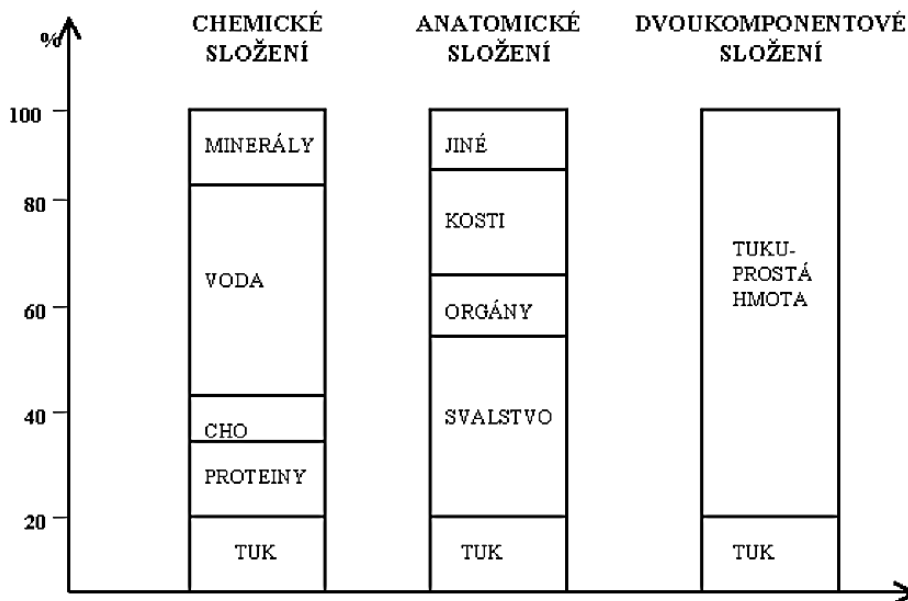 %
CHEMICKÉ
SLOŽENÍ
ANATOMICKÉ
SLOŽENÍ
DVOUKOMPONENTOVÉ
SLOŽENÍ
100
80
60
40
20
MINERÁLY
VODA
CHO
PROTEINY
TUK
JINÉ
KOSTI
ORGÁNY
SVALSTVO
TUK
TUKU-
PROSTÁ
HMOTA
TUK